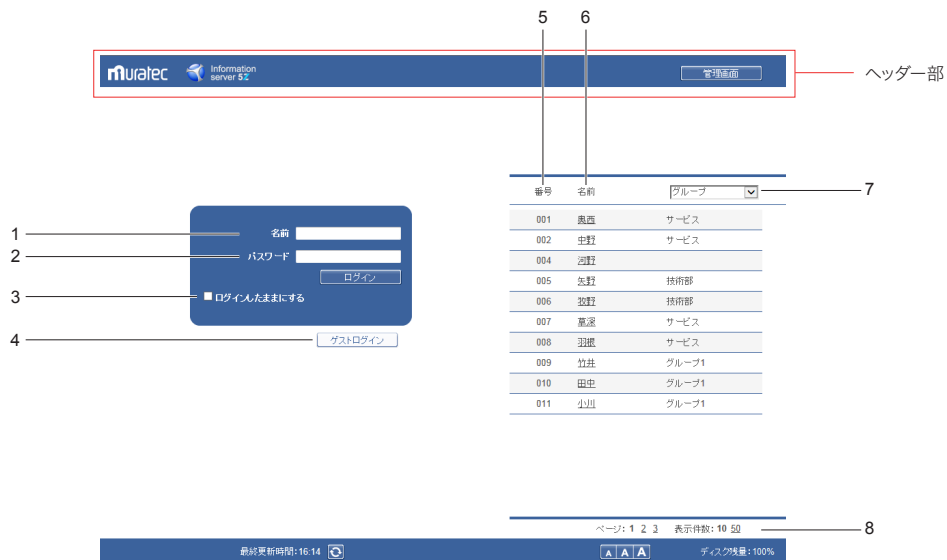 5 6
muratec Information server 5Z 管理画面 ヘッダー部
番号 名前 グループ 7
001 奥西 サービス
002 中野 サービス
004 河野
005 矢野 技術部
006 牧野 技術部
007 草深 サービス
008 羽根 サービス
009 竹井 グループ1
010 田中 グループ1
011 小川 グループ1
1 名前
2 パスワード
ログイン
3 ログインしたままにする
4 ゲストログイン
ページ: 1 2 3 表示件数: 10 50 8
最終更新時間:16:14 A A A ディスク残量:100%